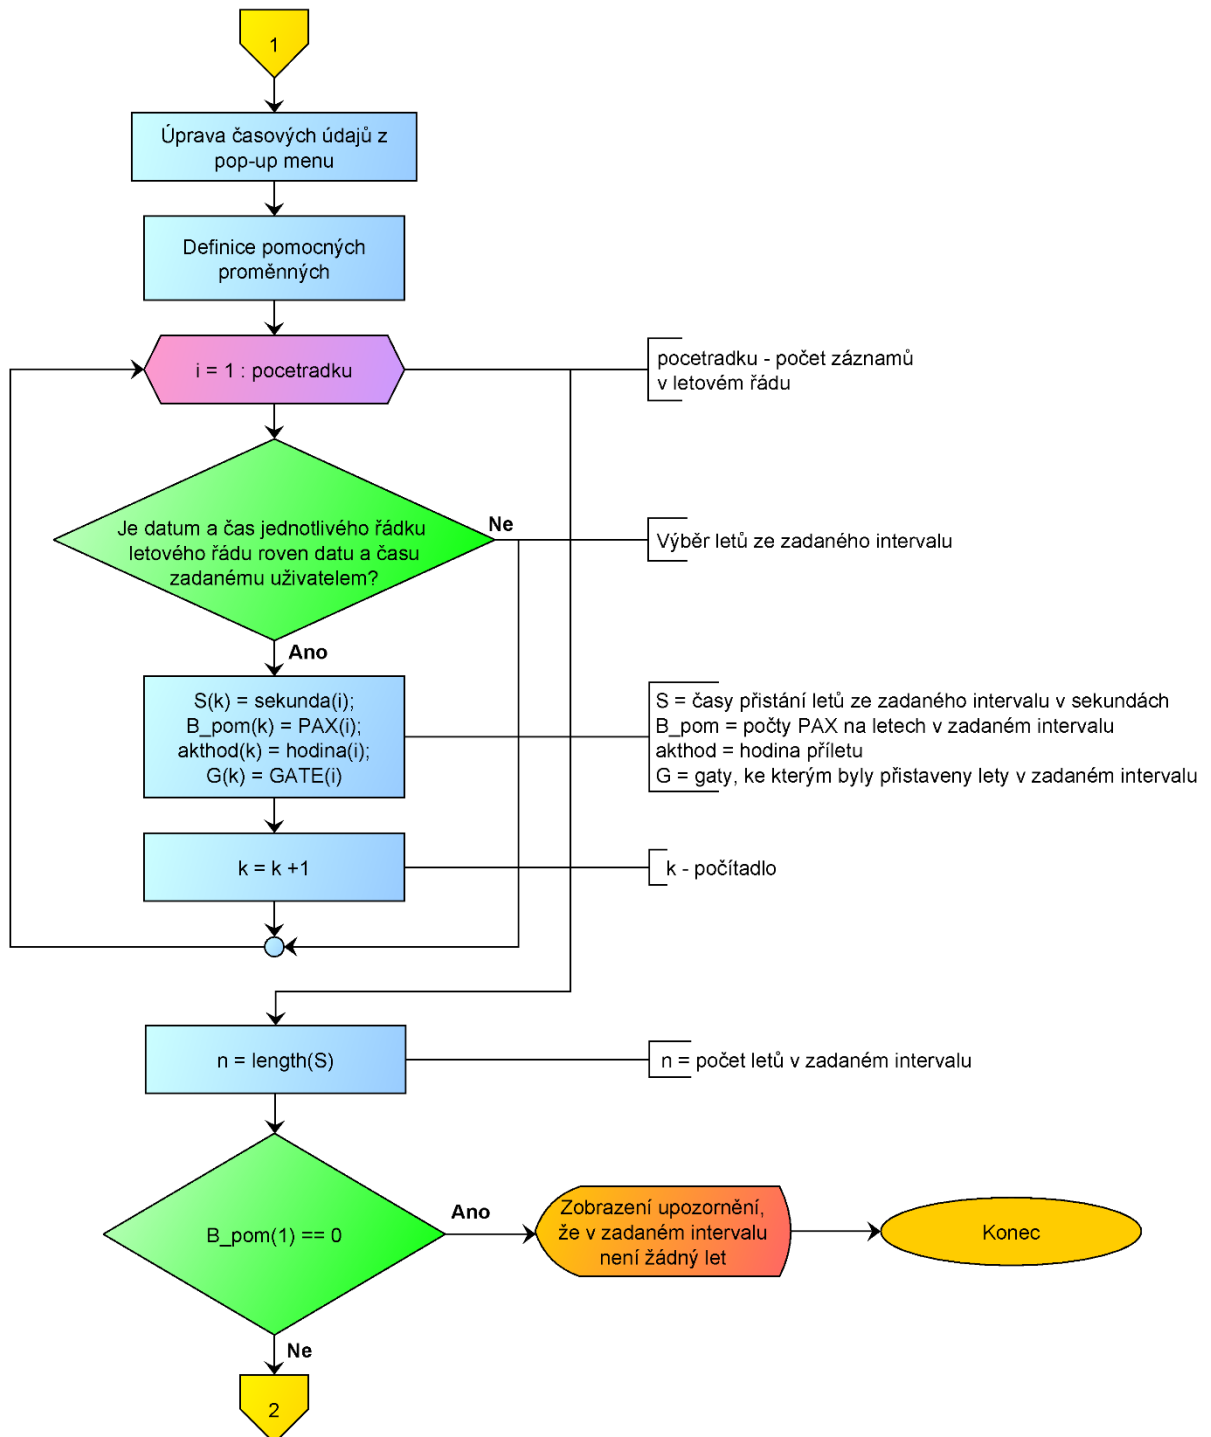 1
Úprava časových údajů z
pop-up menu
Definice pomocných
proměnných
i = 1 : pocetradku
pocetradku - počet záznamů
v letovém řádu
Je datum a čas jednotlivého řádku
letového řádu roven datu a času
zadanému uživatelem?
Ne
Výběr letů ze zadaného intervalu
Ano
S(k) = sekunda(i);
B_pom(k) = PAX(i);
akthod(k) = hodina(i);
G(k) = GATE(i)
S = časy přistání letů ze zadaného intervalu v sekundách
B_pom = počty PAX na letech v zadaném intervalu
akthod = hodina příletu
G = gaty, ke kterým byly přistaveny lety v zadaném intervalu
k = k +1
k - počítadlo
n = length(S)
n = počet letů v zadaném intervalu
B_pom(1) == 0
Ano
Zobrazení upozornění,
že v zadaném intervalu
není žádný let
Konec
Ne
2